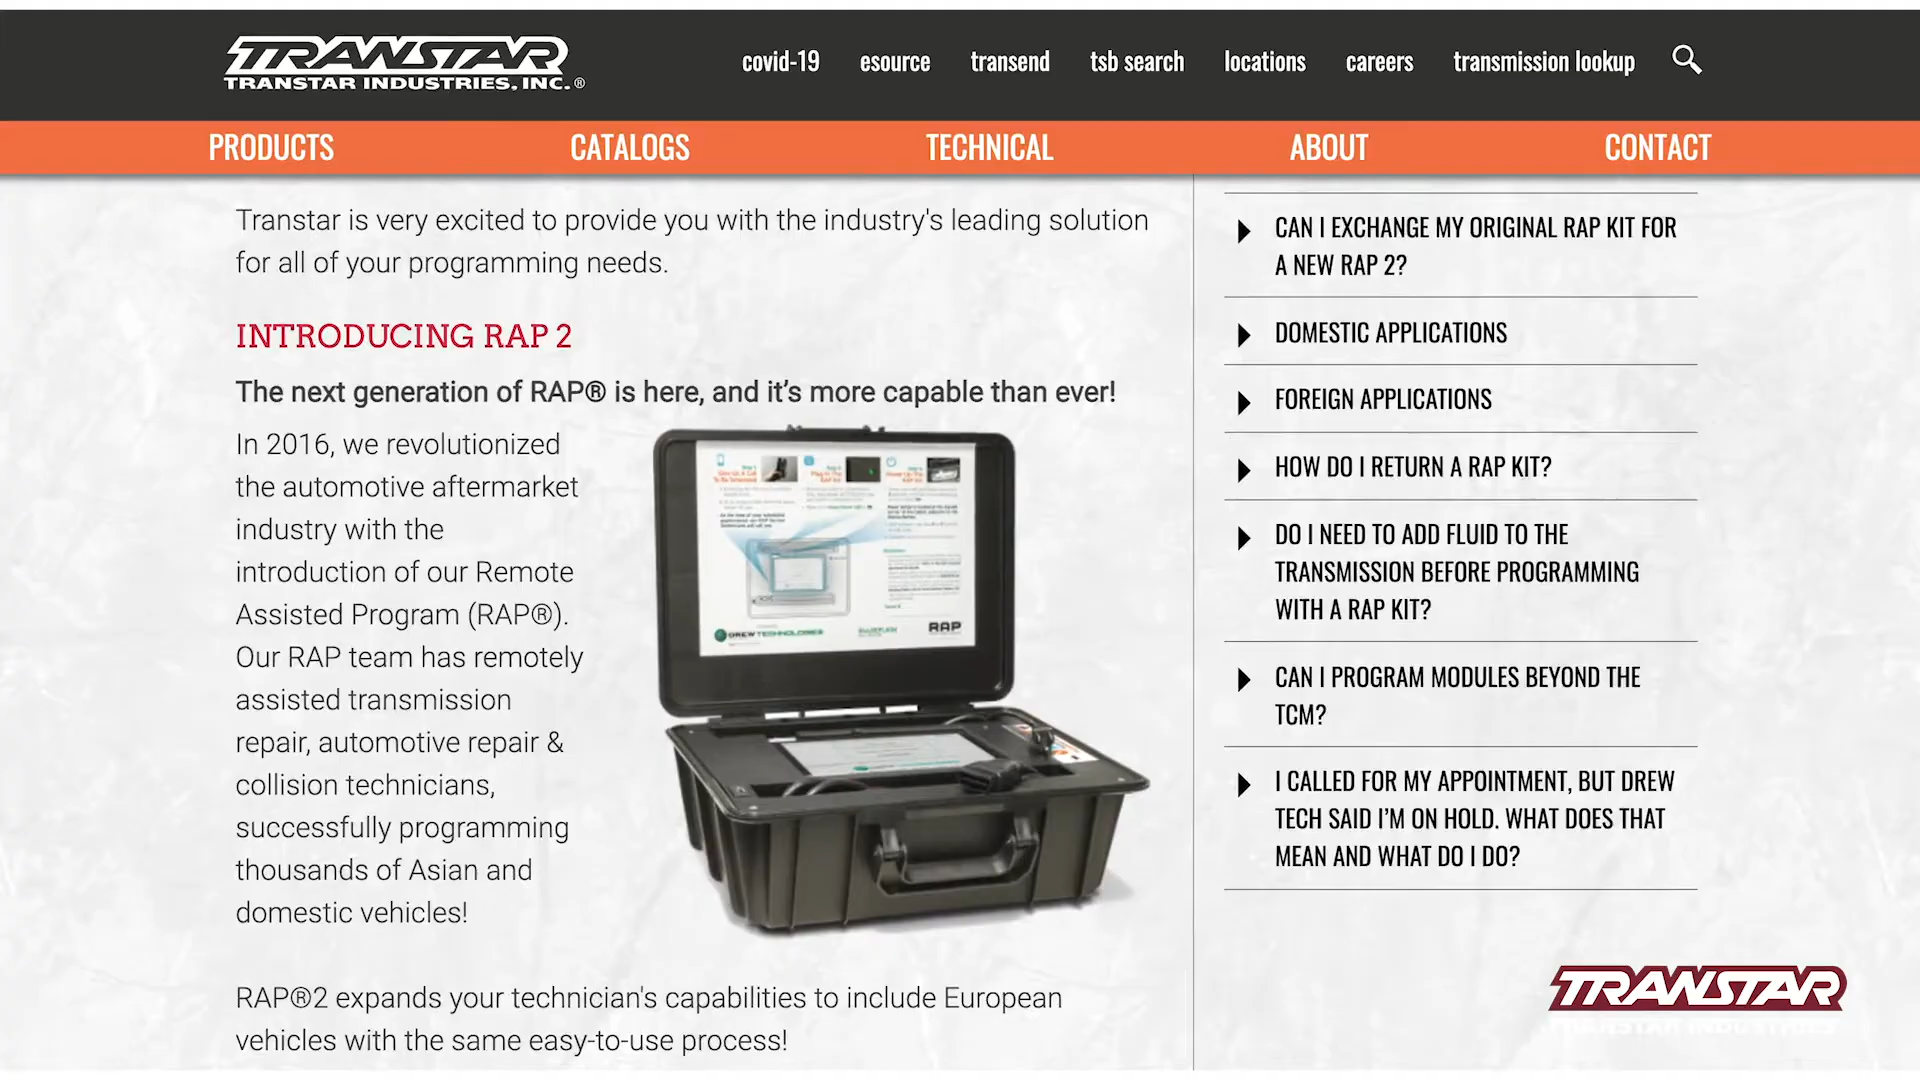 TRANSTAR
TRANSTAR INDUSTRIES, INC.®
covid-19
esource
transend
tsb search
locations
careers
transmission lookup
PRODUCTS
CATALOGS
TECHNICAL
ABOUT
CONTACT
Transtar is very excited to provide you with the industry's leading solution
for all of your programming needs.
INTRODUCING RAP 2
The next generation of RAP® is here, and it’s more capable than ever!
In 2016, we revolutionized
the automotive aftermarket
industry with the
introduction of our Remote
Assisted Program (RAP®).
Our RAP team has remotely
assisted transmission
repair, automotive repair &
collision technicians,
successfully programming
thousands of Asian and
domestic vehicles!
DREW TECHNOLOGIES
RAP
RAP®2 expands your technician's capabilities to include European
vehicles with the same easy-to-use process!
CAN I EXCHANGE MY ORIGINAL RAP KIT FOR
A NEW RAP 2?
DOMESTIC APPLICATIONS
FOREIGN APPLICATIONS
HOW DO I RETURN A RAP KIT?
DO I NEED TO ADD FLUID TO THE
TRANSMISSION BEFORE PROGRAMMING
WITH A RAP KIT?
CAN I PROGRAM MODULES BEYOND THE
TCM?
I CALLED FOR MY APPOINTMENT, BUT DREW
TECH SAID I’M ON HOLD. WHAT DOES THAT
MEAN AND WHAT DO I DO?
TRANSTAR
TRANSTAR INDUSTRIES